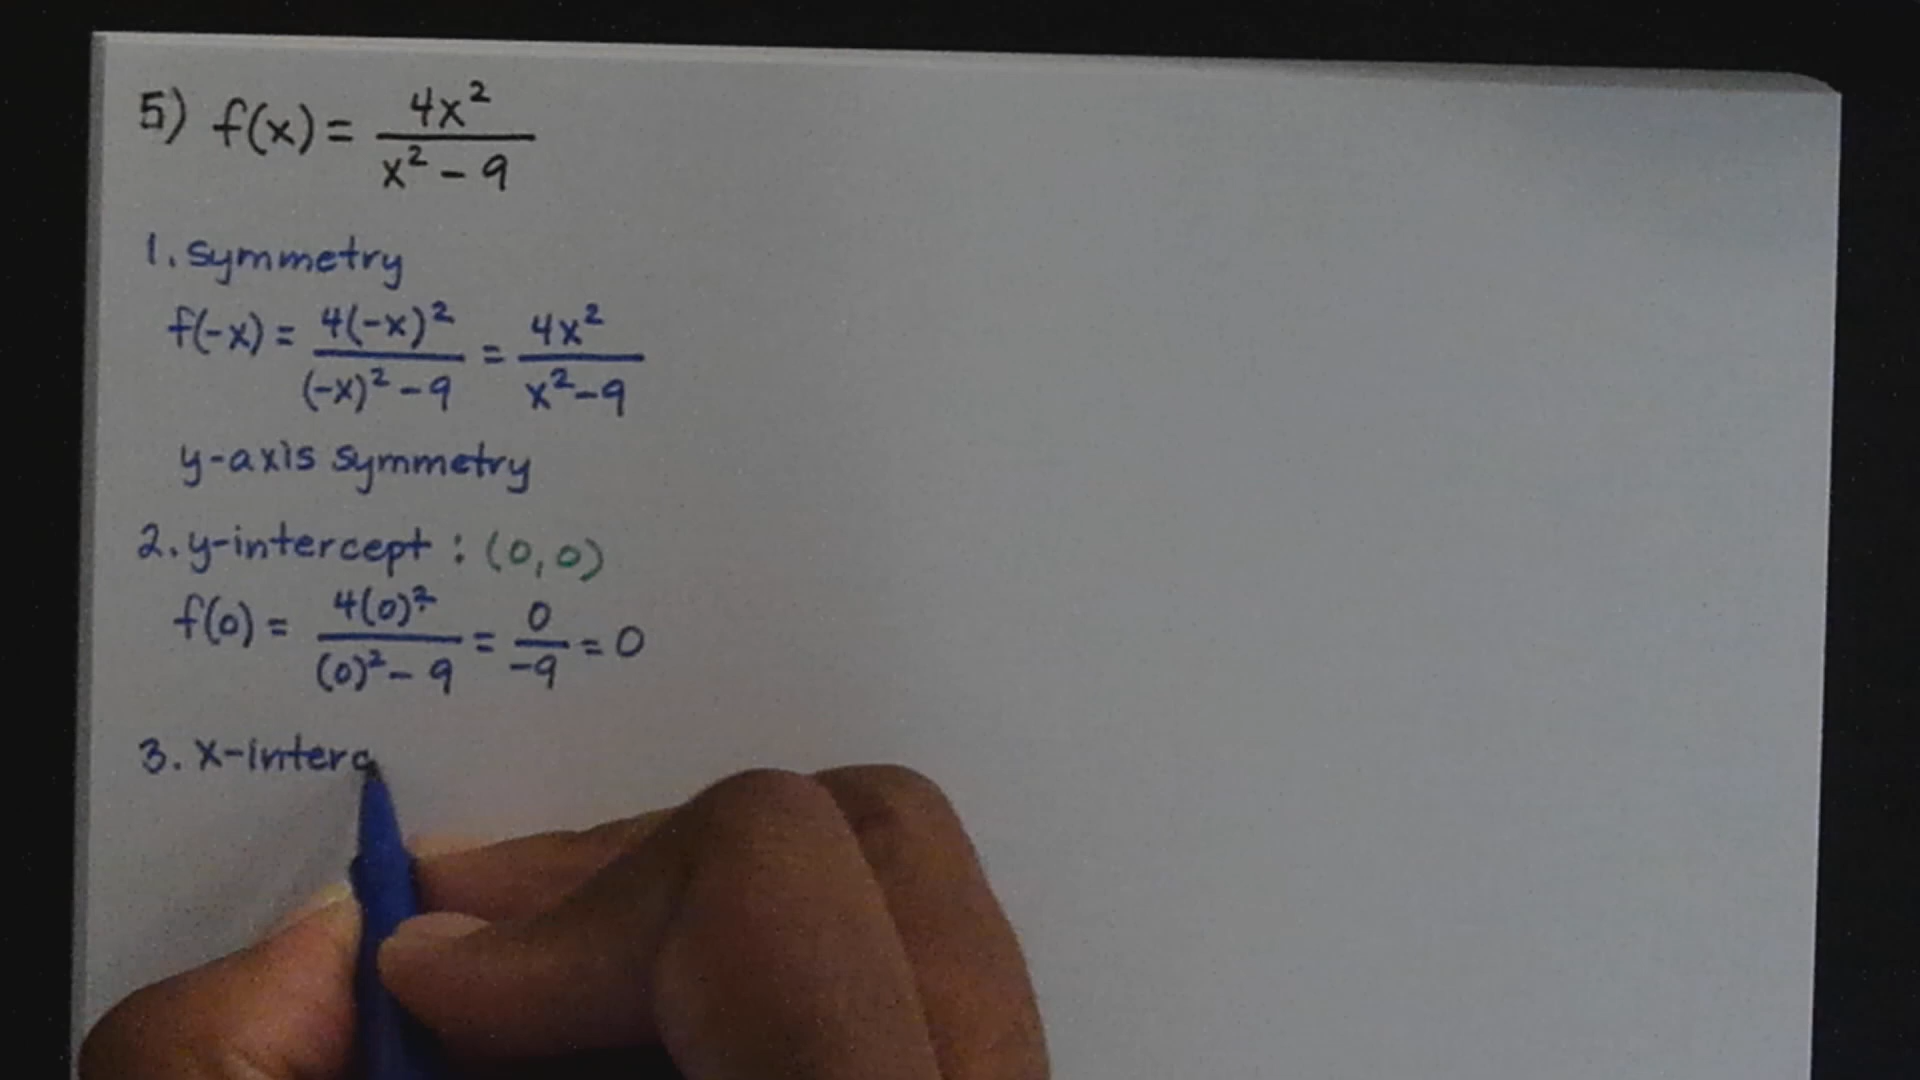 5) f(x) = 4x² / x² - 9
1. Symmetry
f(-x) = 4(-x)² / (-x)² - 9 = 4x² / x² - 9
y-axis symmetry
2. y-intercept : (0,0)
f(0) = 4(0)² / (0)² - 9 = 0 / -9 = 0
3. x-interc